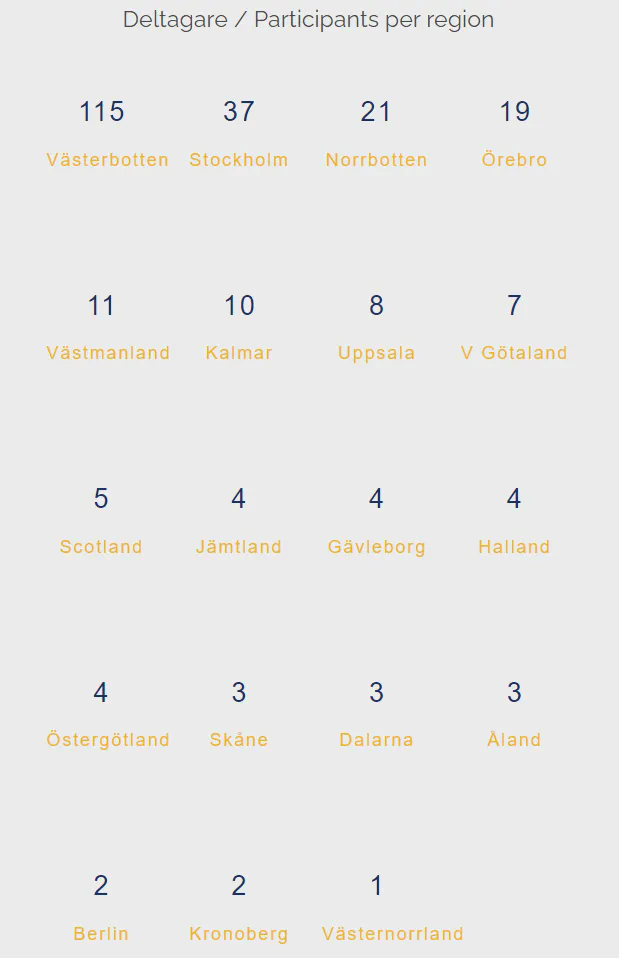 Deltagare / Participants per region
115 37 21 19
Västerbotten Stockholm Norrbotten Örebro
11 10 8 7
Västmanland Kalmar Uppsala V Götaland
5 4 4 4
Scotland Jämtland Gävleborg Halland
4 3 3 3
Östergötland Skåne Dalarna Åland
2 2 1
Berlin Kronoberg Västernorrland